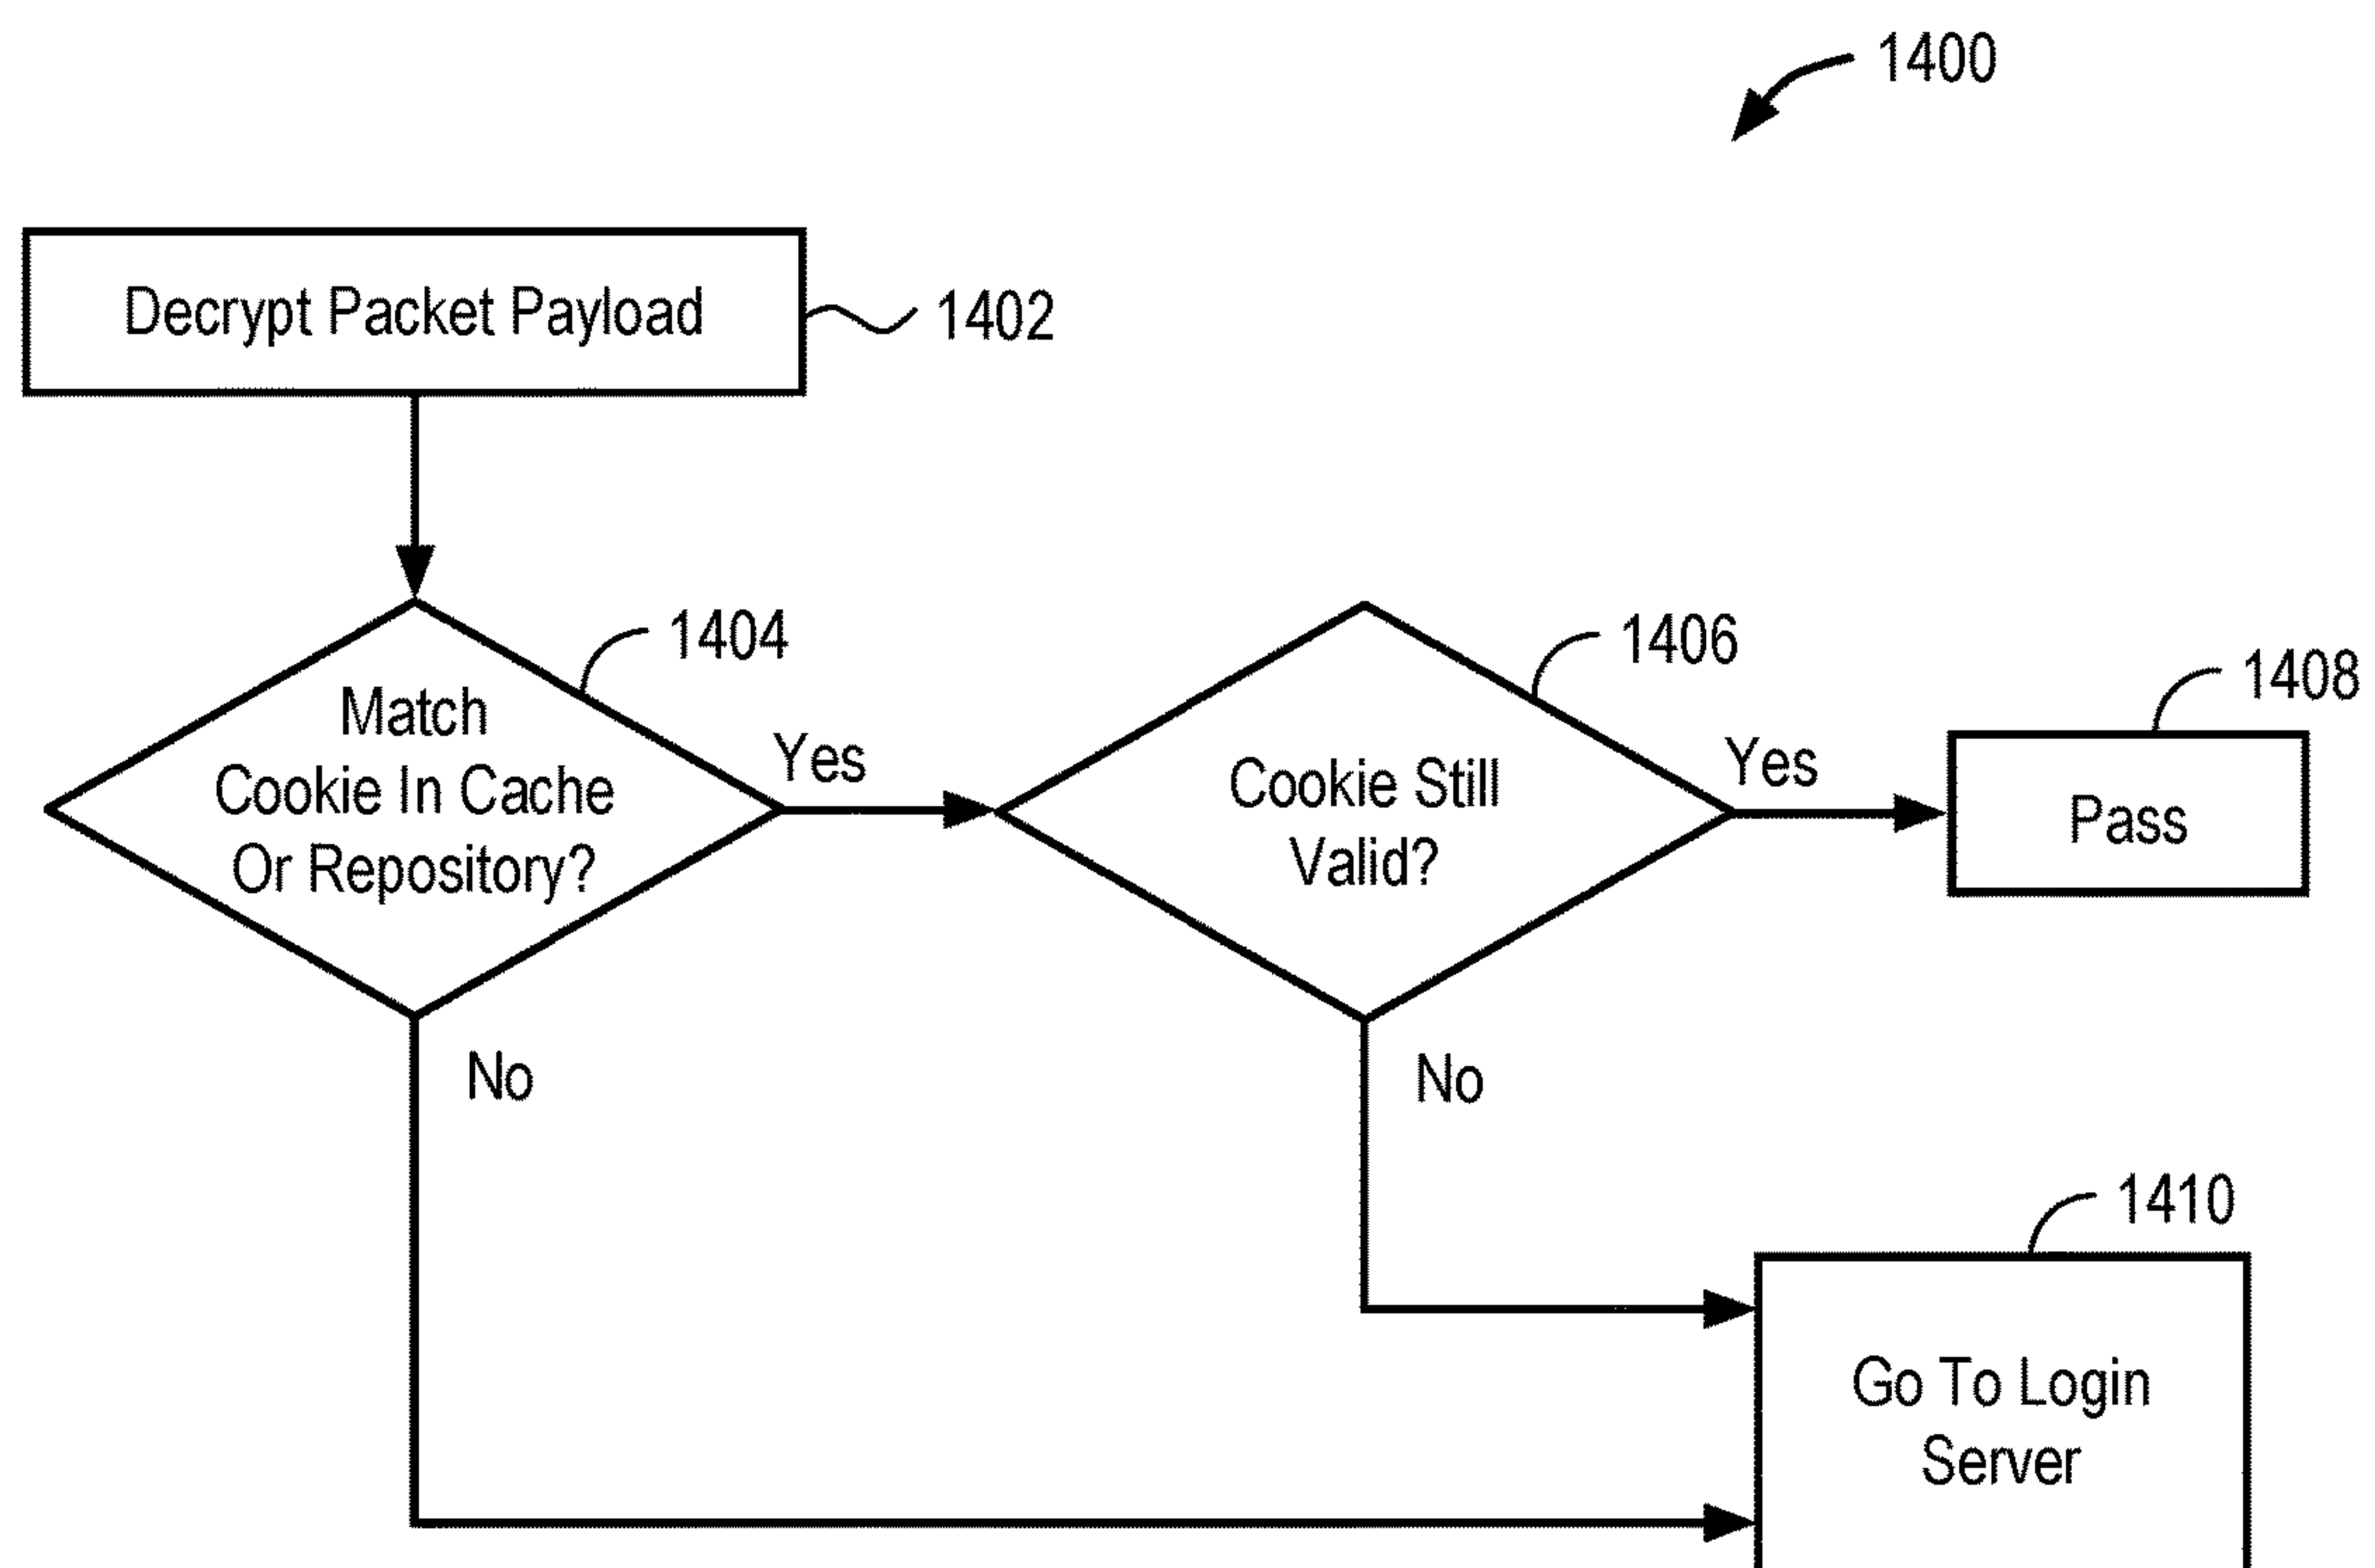 1400
Decrypt Packet Payload
1402
1404
Match
Cookie In Cache
Or Repository?
Yes
No
1406
Cookie Still
Valid?
Yes
No
1408
Pass
1410
Go To Login
Server